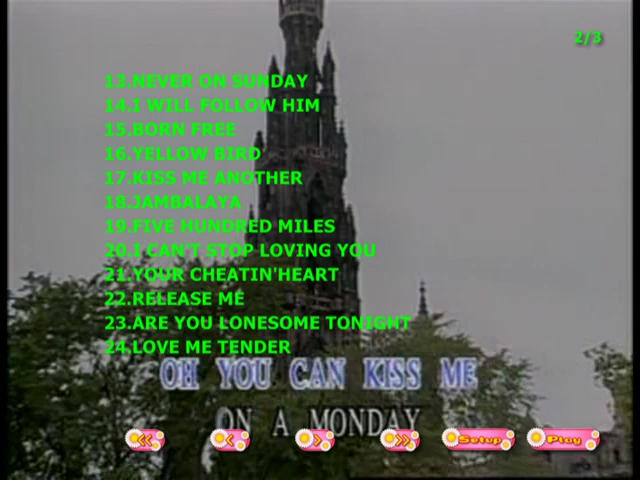 2/3
13.NEVER ON SUNDAY
14.I WILL FOLLOW HIM
15.BORN FREE
16.YELLOW BIRD
17.KISS ME ANOTHER
18.JAMBALAYA
19.FIVE HUNDRED MILES
20.I CAN'T STOP LOVING YOU
21.YOUR CHEATIN'HEART
22.RELEASE ME
23.ARE YOU LONESOME TONIGHT
24.LOVE ME TENDER
OH YOU CAN KISS ME
ON A MONDAY
<< < > >> Setup Play